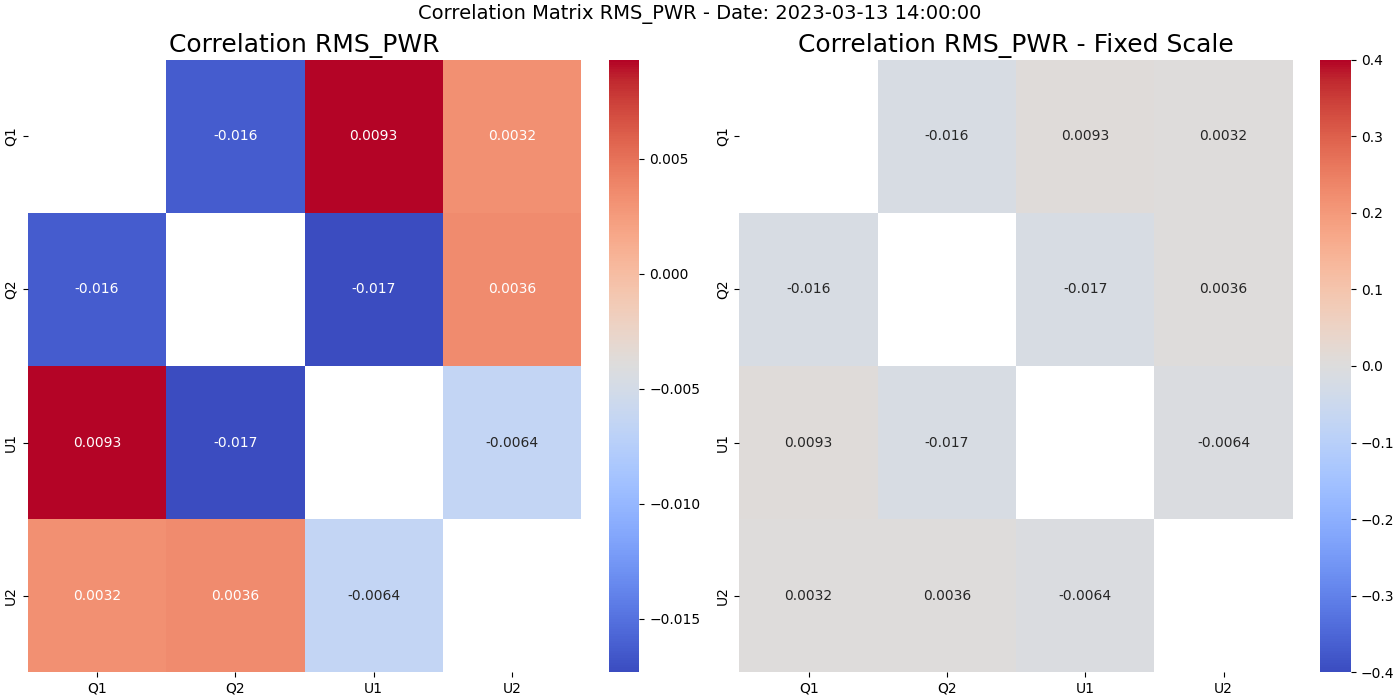 Correlation Matrix RMS_PWR - Date: 2023-03-13 14:00:00
Correlation RMS_PWR
Q1
-0.016
0.0093
0.0032
Q2
-0.016
-0.017
0.0036
U1
0.0093
-0.017
-0.0064
U2
0.0032
0.0036
-0.0064
Q1
Q2
U1
U2
0.005
0.000
−0.005
−0.010
−0.015
Correlation RMS_PWR - Fixed Scale
Q1
-0.016
0.0093
0.0032
Q2
-0.016
-0.017
0.0036
U1
0.0093
-0.017
-0.0064
U2
0.0032
0.0036
-0.0064
Q1
Q2
U1
U2
0.4
0.3
0.2
0.1
0.0
−0.1
−0.2
−0.3
−0.4